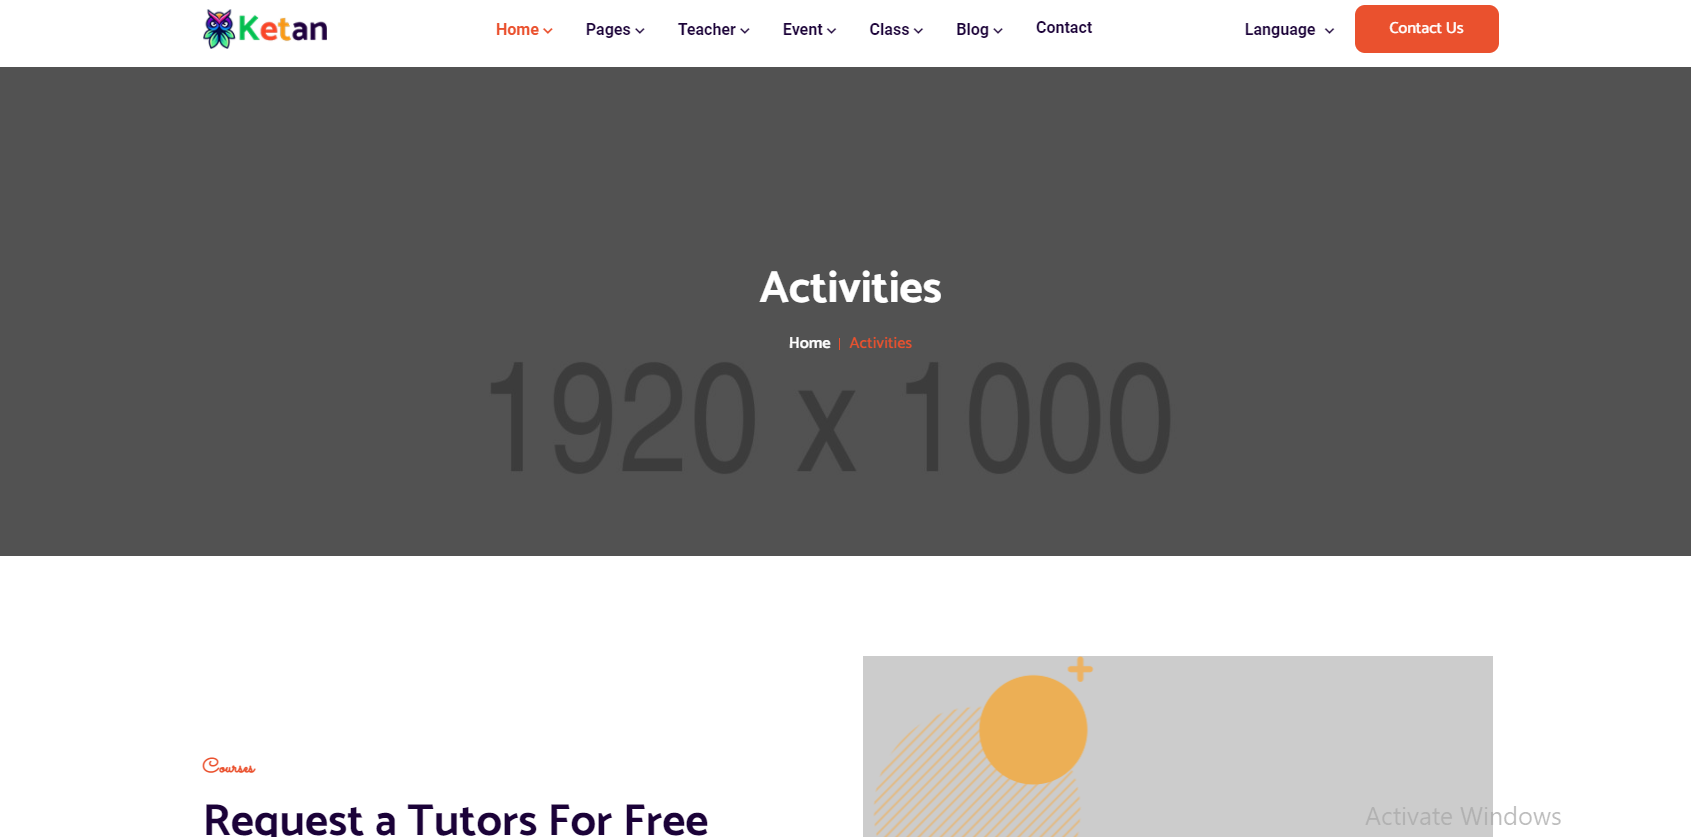 Ketan
Home Pages Teacher Event Class Blog Contact Language Contact Us
Activities
Home | Activities
1920 x 1000
Courses
Request a Tutors For Free
Activate Windows